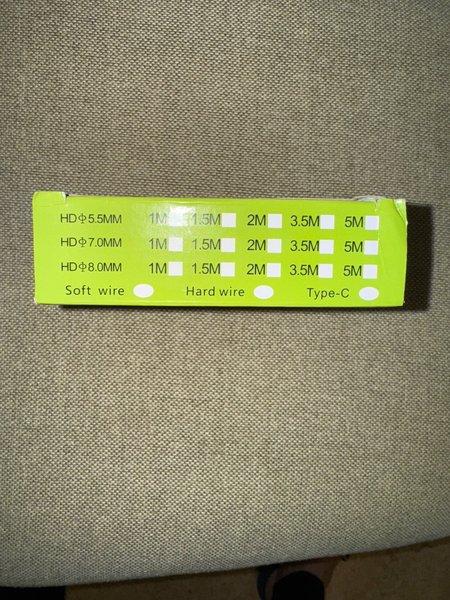 HDΦ5.5MM 1M 1.5M 2M 3.5M 5M
HDΦ7.0MM 1M 1.5M 2M 3.5M 5M
HDΦ8.0MM 1M 1.5M 2M 3.5M 5M
Soft wire Hard wire Type-C